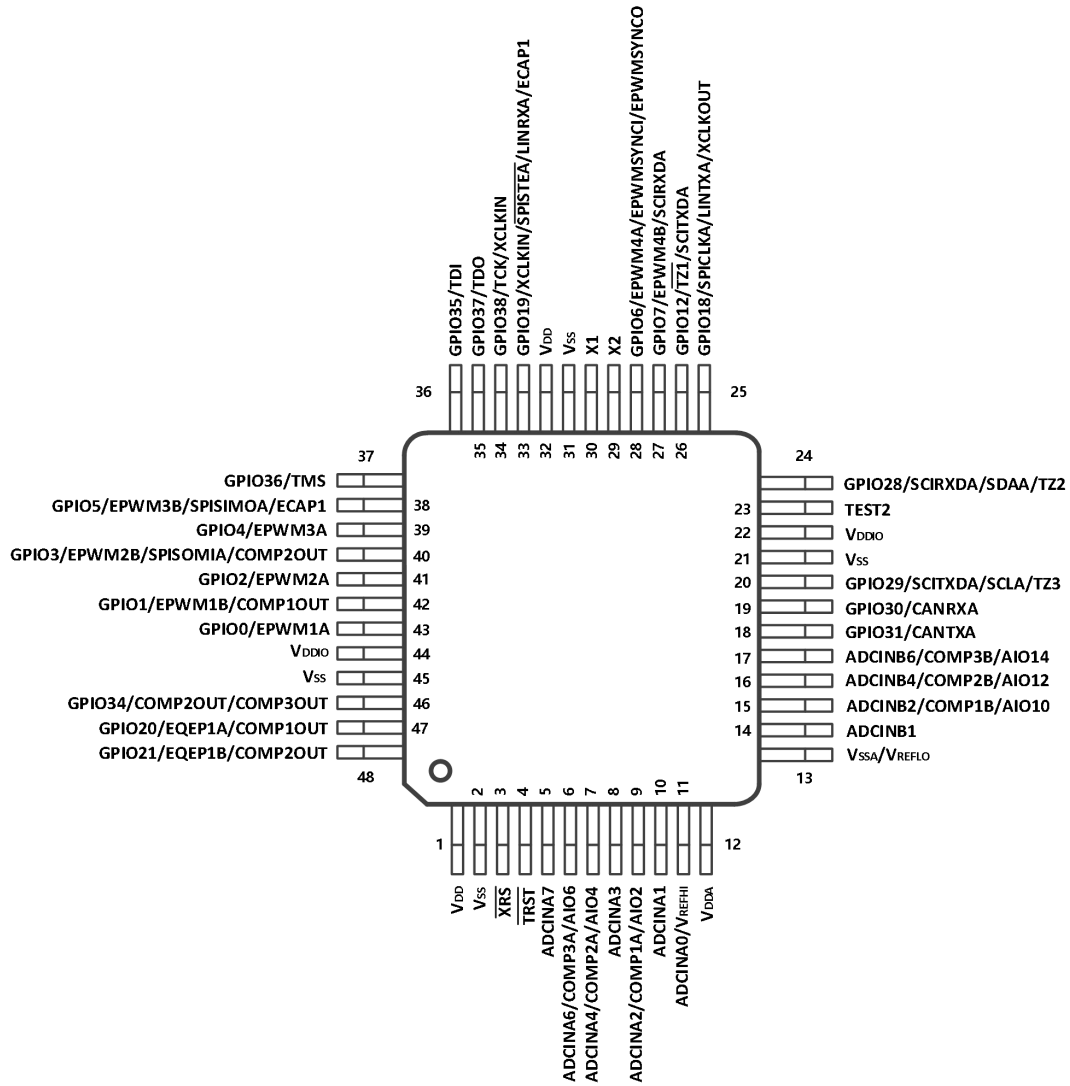 GPIO35/TDI
GPIO37/TDO
GPIO38/TCK/XCLKIN
GPIO19/XCLKIN/SPISTEA/LINRXA/ECAP1
VDD
VSS
X1
X2
GPIO6/EPWM4A/EPWMSYNCI/EPWMSYNCO
GPIO7/EPWM4B/SCIRXDA
GPIO12/TZ1/SCITXDA
GPIO18/SPICLKA/LINTXA/XCLKOUT
36
35
34
33
32
31
30
29
28
27
26
25
37
GPIO36/TMS
GPIO5/EPWM3B/SPISIMOA/ECAP1 38
GPIO4/EPWM3A 39
GPIO3/EPWM2B/SPISOMIA/COMP2OUT 40
GPIO2/EPWM2A 41
GPIO1/EPWM1B/COMP1OUT 42
GPIO0/EPWM1A 43
VDDIO 44
VSS 45
GPIO34/COMP2OUT/COMP3OUT 46
GPIO20/EQEP1A/COMP1OUT 47
GPIO21/EQEP1B/COMP2OUT
48
24
GPIO28/SCIRXDA/SDAA/TZ2
23 TEST2
22 VDDIO
21 VSS
20 GPIO29/SCITXDA/SCLA/TZ3
19 GPIO30/CANRXA
18 GPIO31/CANTXA
17 ADCINB6/COMP3B/AIO14
16 ADCINB4/COMP2B/AIO12
15 ADCINB2/COMP1B/AIO10
14 ADCINB1
VSSA/VREFLO
13
1
2
3
4
5
6
7
8
9
10
11
12
VDD
VSS
XRS
TRST
ADCINA7
ADCINA6/COMP3A/AIO6
ADCINA4/COMP2A/AIO4
ADCINA3
ADCINA2/COMP1A/AIO2
ADCINA1
ADCINA0/VREFHI
VDDA